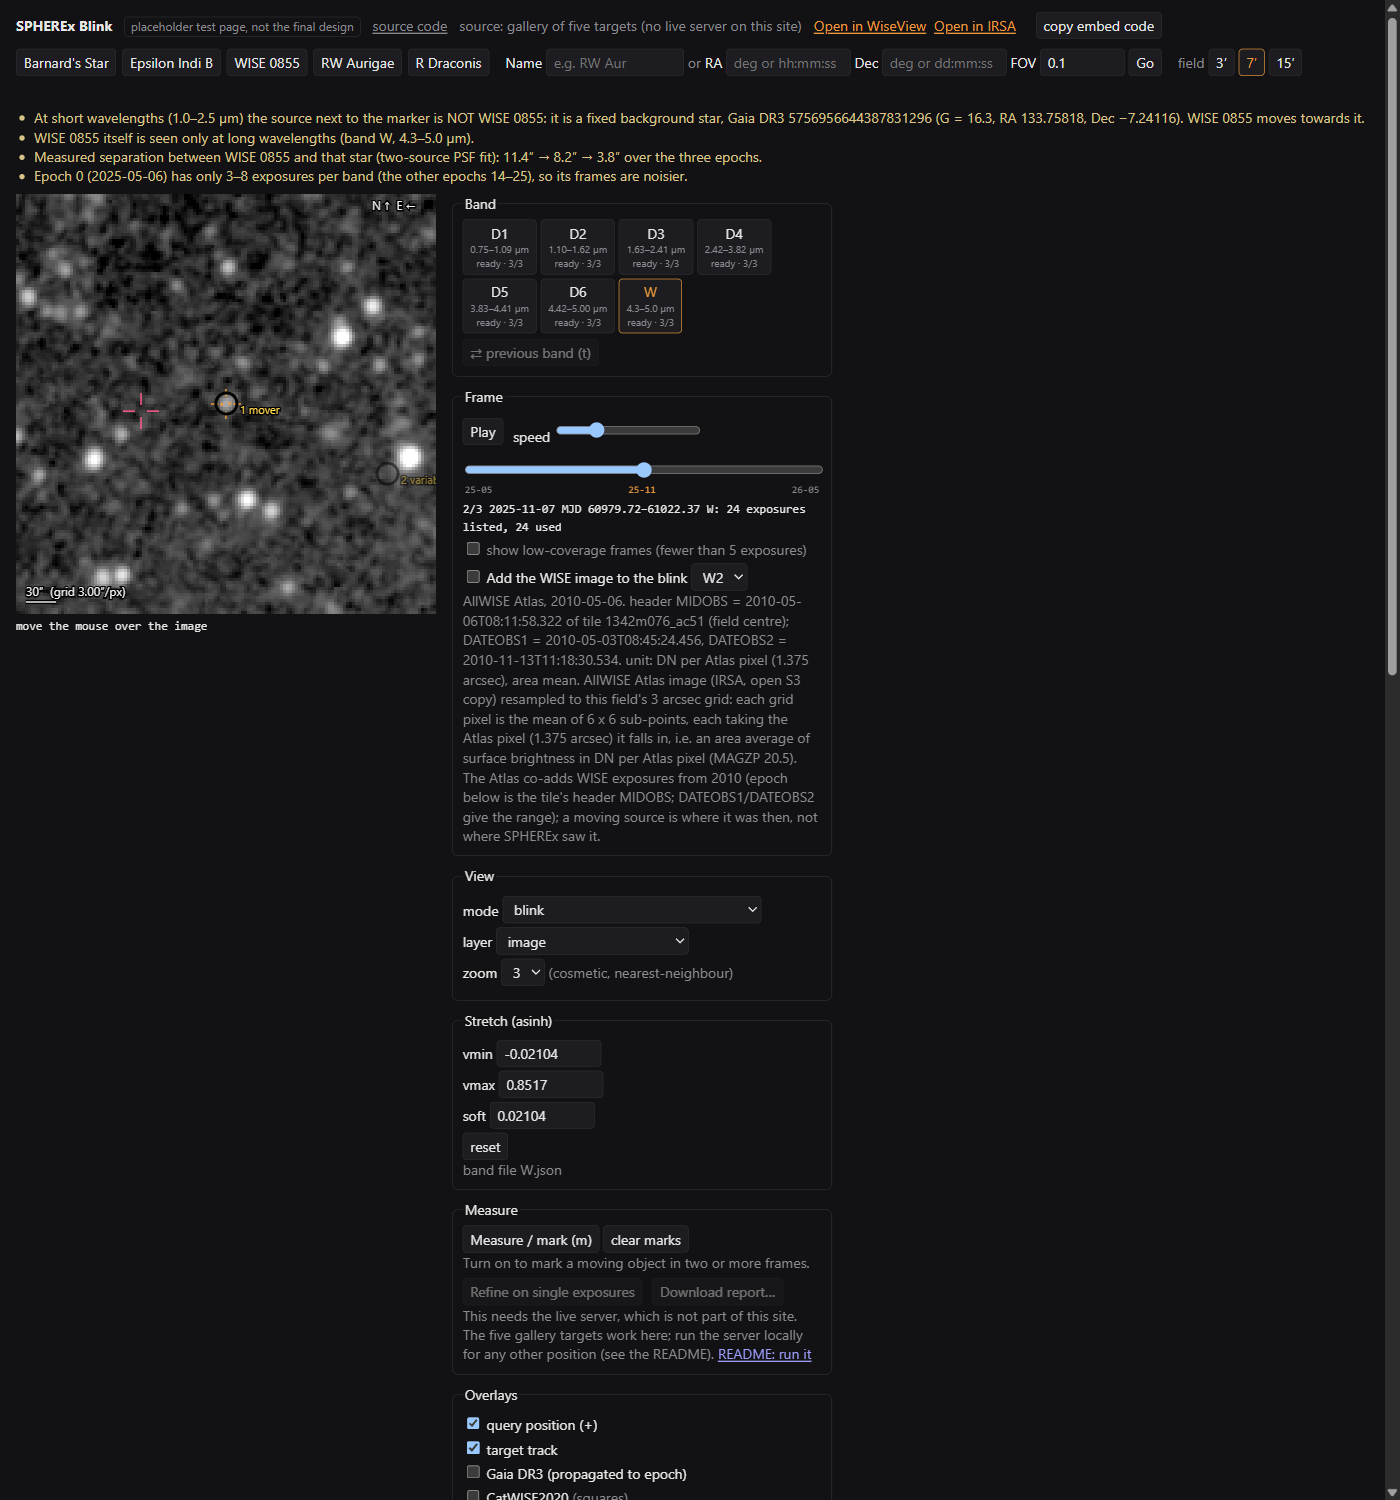 SPHEREx Blink placeholder test page, not the final design source code source: gallery of five targets (no live server on this site) Open in WiseView Open in IRSA copy embed code
Barnard's Star Epsilon Indi B WISE 0855 RW Aurigae R Draconis Name e.g. RW Aur or RA deg or hh:mm:ss Dec deg or dd:mm:ss FOV 0.1 Go field 3′ 7′ 15′
• At short wavelengths (1.0–2.5 µm) the source next to the marker is NOT WISE 0855: it is a fixed background star, Gaia DR3 5756956644387831296 (G = 16.3, RA 133.75818, Dec −7.24116). WISE 0855 moves towards it.
• WISE 0855 itself is seen only at long wavelengths (band W, 4.3–5.0 µm).
• Measured separation between WISE 0855 and that star (two-source PSF fit): 11.4″ → 8.2″ → 3.8″ over the three epochs.
• Epoch 0 (2025-05-06) has only 3–8 exposures per band (the other epochs 14–25), so its frames are noisier.
N↑ E←
1 mover
2 variab
30″ (grid 3.00″/px)
move the mouse over the image
Band
D1 D2 D3 D4
0.75–1.09 µm 1.10–1.62 µm 1.63–2.41 µm 2.42–3.82 µm
ready · 3/3 ready · 3/3 ready · 3/3 ready · 3/3
D5 D6 W
3.83–4.41 µm 4.42–5.00 µm 4.3–5.0 µm
ready · 3/3 ready · 3/3 ready · 3/3
⇄ previous band (t)
Frame
Play speed
25-05 25-11 26-05
2/3 2025-11-07 MJD 60979.72–61022.37 W: 24 exposures
listed, 24 used
show low-coverage frames (fewer than 5 exposures)
Add the WISE image to the blink W2
AllWISE Atlas, 2010-05-06. header MIDOBS = 2010-05-
06T08:11:58.322 of tile 1342m076_ac51 (field centre);
DATEOBS1 = 2010-05-03T08:45:24.456, DATEOBS2 =
2010-11-13T11:18:30.534. unit: DN per Atlas pixel (1.375
arcsec), area mean. AllWISE Atlas image (IRSA, open S3
copy) resampled to this field's 3 arcsec grid: each grid
pixel is the mean of 6 x 6 sub-points, each taking the
Atlas pixel (1.375 arcsec) it falls in, i.e. an area average of
surface brightness in DN per Atlas pixel (MAGZP 20.5).
The Atlas co-adds WISE exposures from 2010 (epoch
below is the tile's header MIDOBS; DATEOBS1/DATEOBS2
give the range); a moving source is where it was then, not
where SPHEREx saw it.
View
mode blink
layer image
zoom 3 (cosmetic, nearest-neighbour)
Stretch (asinh)
vmin -0.02104
vmax 0.8517
soft 0.02104
reset
band file W.json
Measure
Measure / mark (m) clear marks
Turn on to mark a moving object in two or more frames.
Refine on single exposures Download report...
This needs the live server, which is not part of this site.
The five gallery targets work here; run the server locally
for any other position (see the README). README: run it
Overlays
query position (+)
target track
Gaia DR3 (propagated to epoch)
CatWISE2020 (squares)